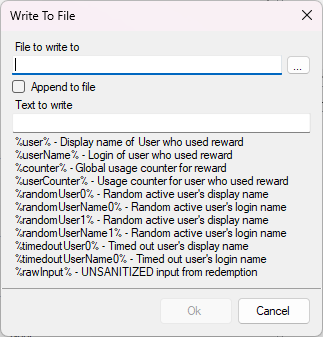 Write To File
File to write to
...
Append to file
Text to write
%user% - Display name of User who used reward
%userName% - Login of user who used reward
%counter% - Global usage counter for reward
%userCounter% - Usage counter for user who used reward
%randomUser0% - Random active user's display name
%randomUserName0% - Random active user's login name
%randomUser1% - Random active user's display name
%randomUserName1% - Random active user's login name
%timedoutUser0% - Timed out user's display name
%timedoutUserName0% - Timed out user's login name
%rawInput% - UNSANITIZED input from redemption
Ok
Cancel